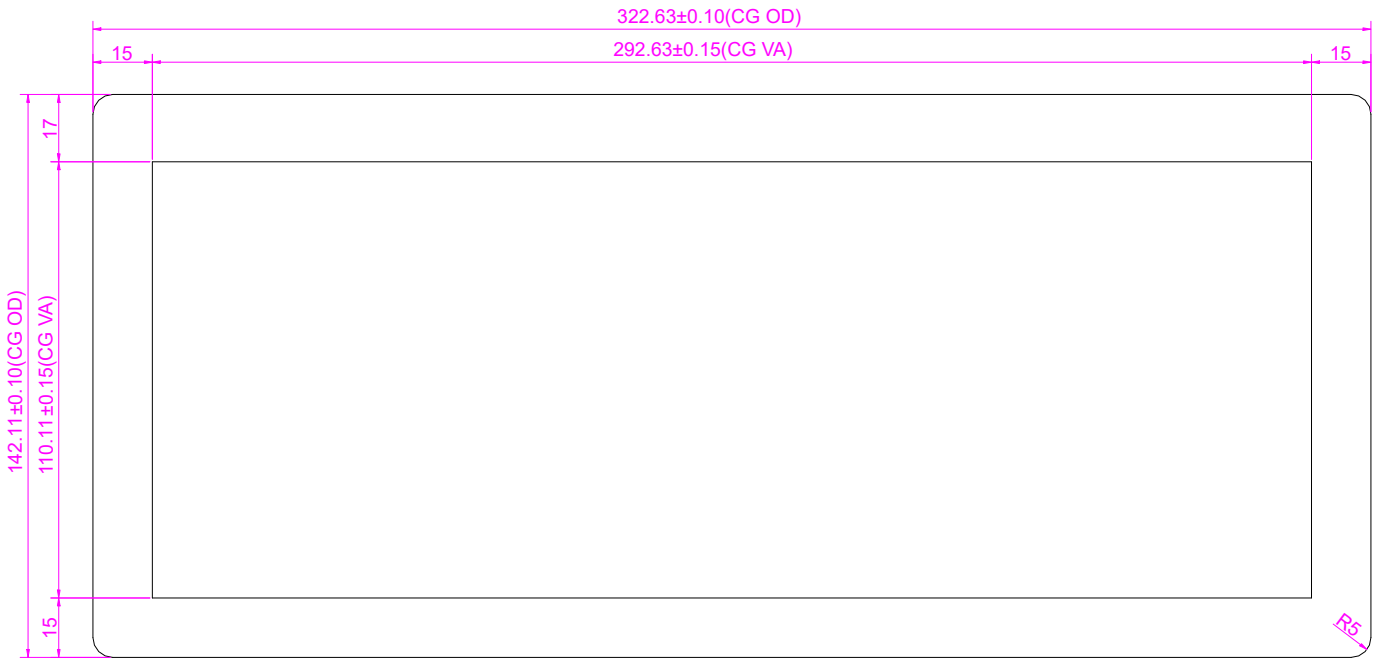 322.63±0.10(CG OD)
15
292.63±0.15(CG VA)
15
17
142.11±0.10(CG OD)
110.11±0.15(CG VA)
15
R5